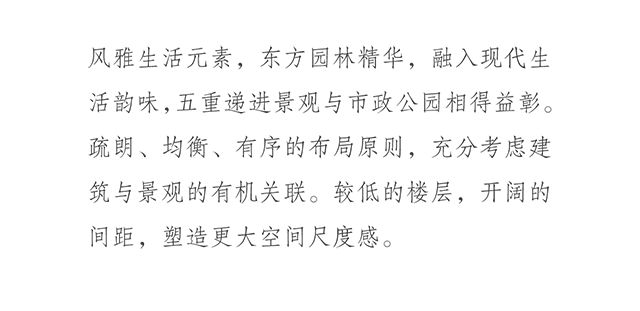 风雅生活元素，东方园林精华，融入现代生
活韵味，五重递进景观与市政公园相得益彰。
疏朗、均衡、有序的布局原则，充分考虑建
筑与景观的有机关联。较低的楼层，开阔的
间距，塑造更大空间尺度感。